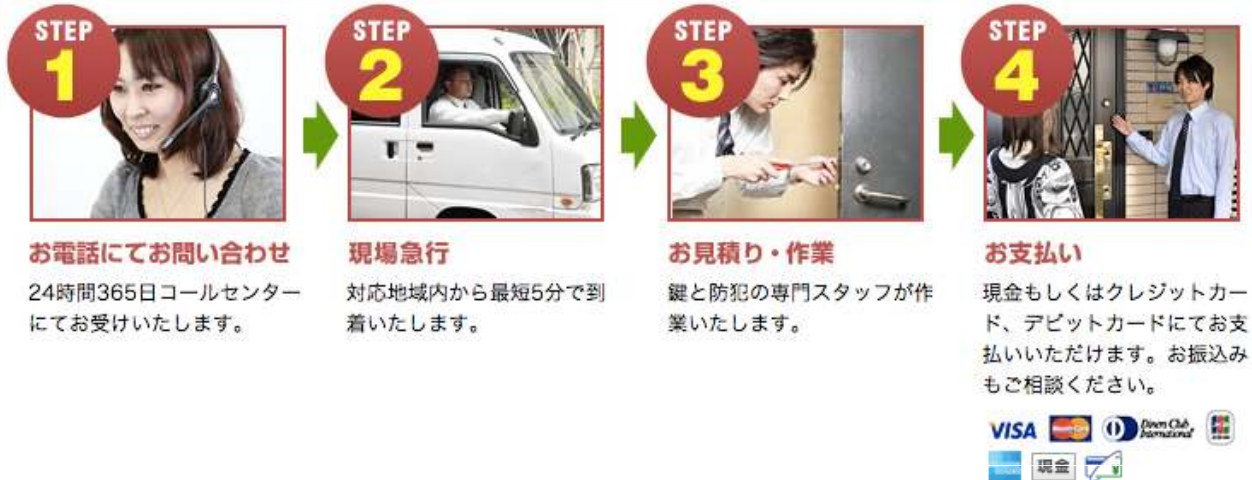 STEP
1
お電話にてお問い合わせ
24時間365日コールセンター
にてお受けいたします。
STEP
2
現場急行
対応地域内から最短5分で到
着いたします。
STEP
3
お見積り・作業
鍵と防犯の専門スタッフが作
業いたします。
STEP
4
お支払い
現金もしくはクレジットカー
ド、デビットカードにてお支
払いいただけます。お振込み
もご相談ください。
VISA MasterCard Diners Club
International JCB
現金